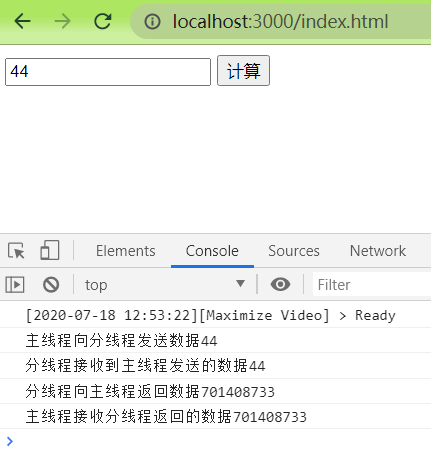 localhost:3000/index.html
44 计算
Elements Console Sources Network
top Filter
[2020-07-18 12:53:22][Maximize Video] > Ready
主线程向分线程发送数据44
分线程接收到主线程发送的数据44
分线程向主线程返回数据701408733
主线程接收分线程返回的数据701408733